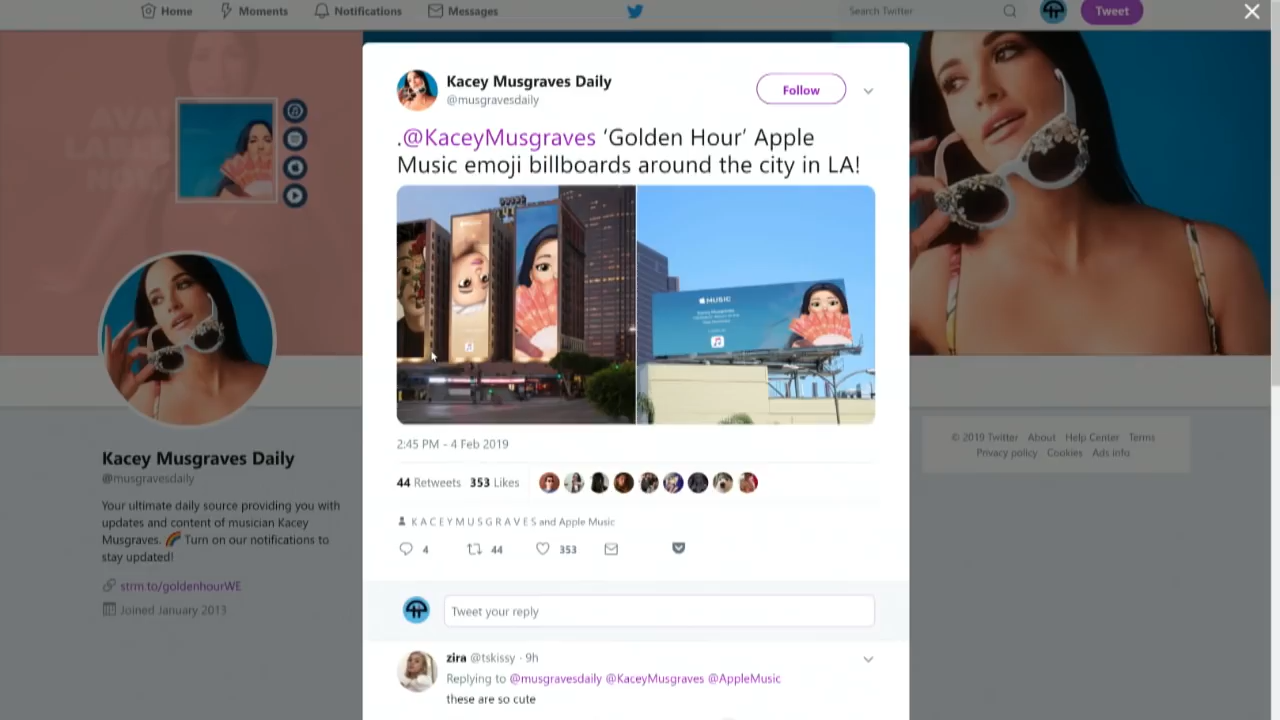 Home
Moments
Notifications
Messages
Search Twitter
Tweet
Kacey Musgraves Daily
@musgravesdaily
Follow
.@KaceyMusgraves ‘Golden Hour’ Apple
Music emoji billboards around the city in LA!
MUSIC
2:45 PM - 4 Feb 2019
44 Retweets 353 Likes
KACEYMUSGRAVES and Apple Music
4
44
353
Tweet your reply
zira @tskissy · 9h
Replying to @musgravesdaily @KaceyMusgraves @AppleMusic
these are so cute
Kacey Musgraves Daily
@musgravesdaily
Your ultimate daily source providing you with
updates and content of musician Kacey
Musgraves. 🌈 Turn on our notifications to
stay updated!
strm.to/goldenhourWE
Joined January 2013
© 2019 Twitter About Help Center Terms
Privacy policy Cookies Ads info